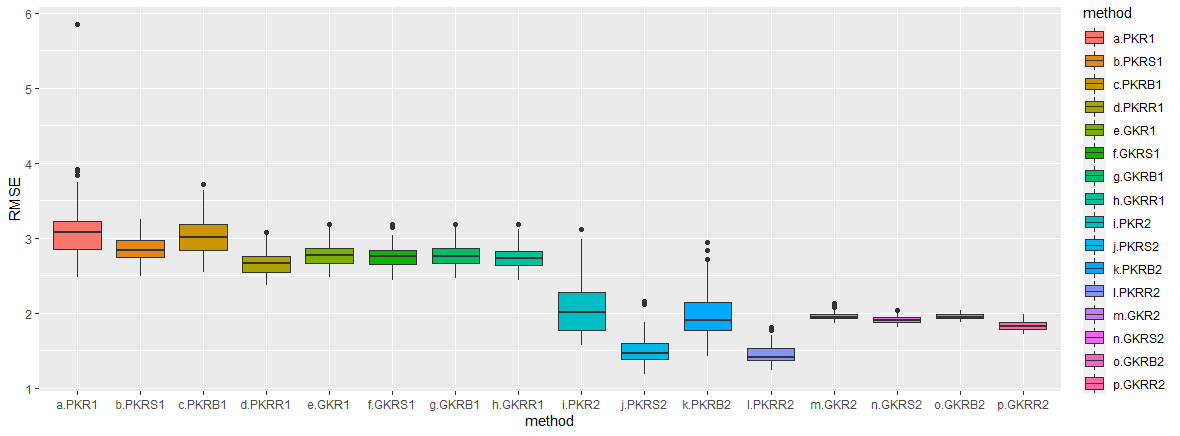 6
5
4
3
2
1
RMSE
a.PKR1 b.PKRS1 c.PKRB1 d.PKRR1 e.GKR1 f.GKRS1 g.GKRB1 h.GKRR1 i.PKR2 j.PKRS2 k.PKRB2 l.PKRR2 m.GKR2 n.GKRS2 o.GKRB2 p.GKRR2
method
method
a.PKR1
b.PKRS1
c.PKRB1
d.PKRR1
e.GKR1
f.GKRS1
g.GKRB1
h.GKRR1
i.PKR2
j.PKRS2
k.PKRB2
l.PKRR2
m.GKR2
n.GKRS2
o.GKRB2
p.GKRR2